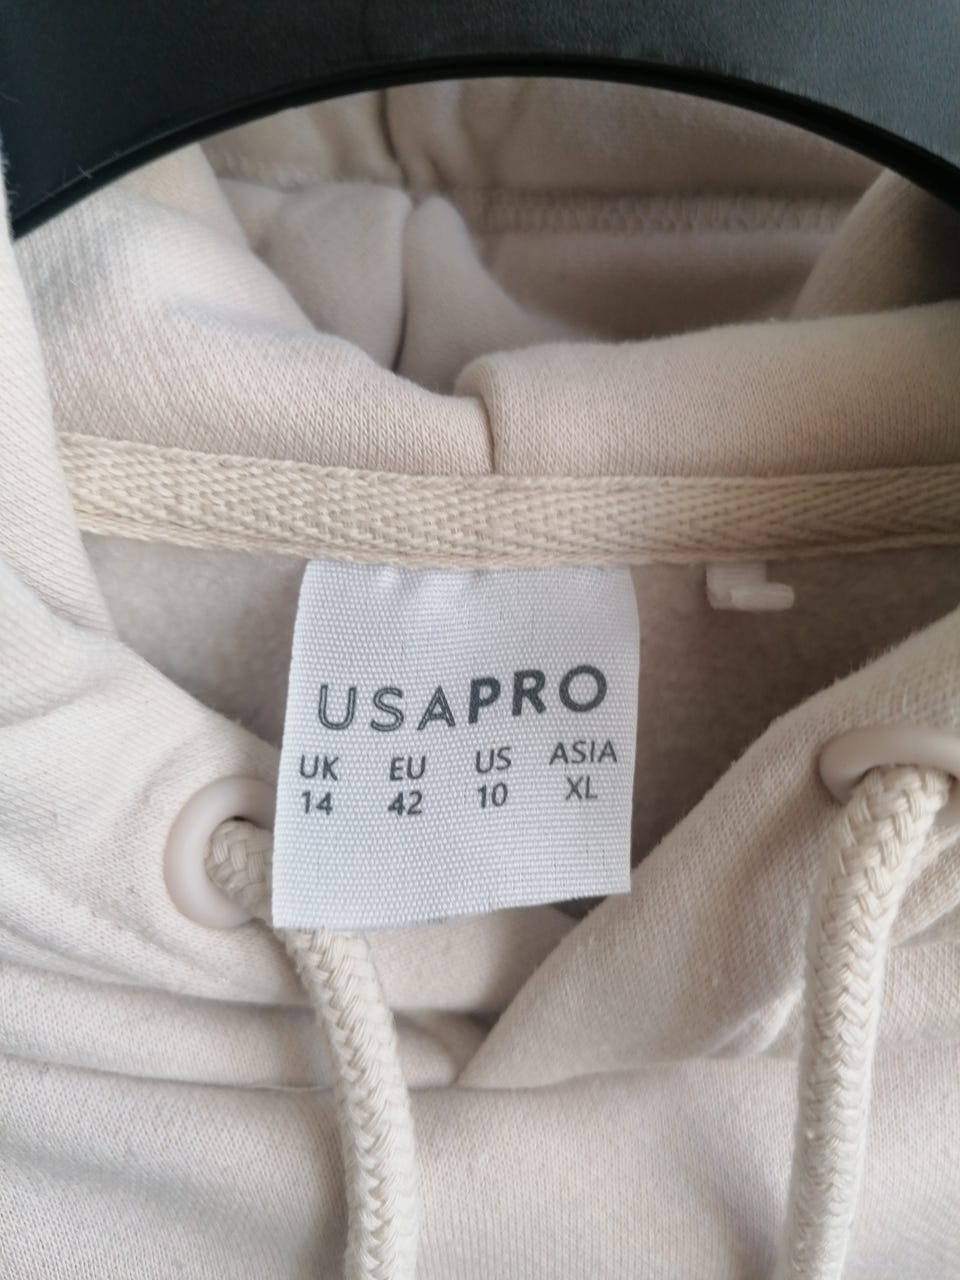 USAPRO
UK EU US ASIA
14 42 10 XL